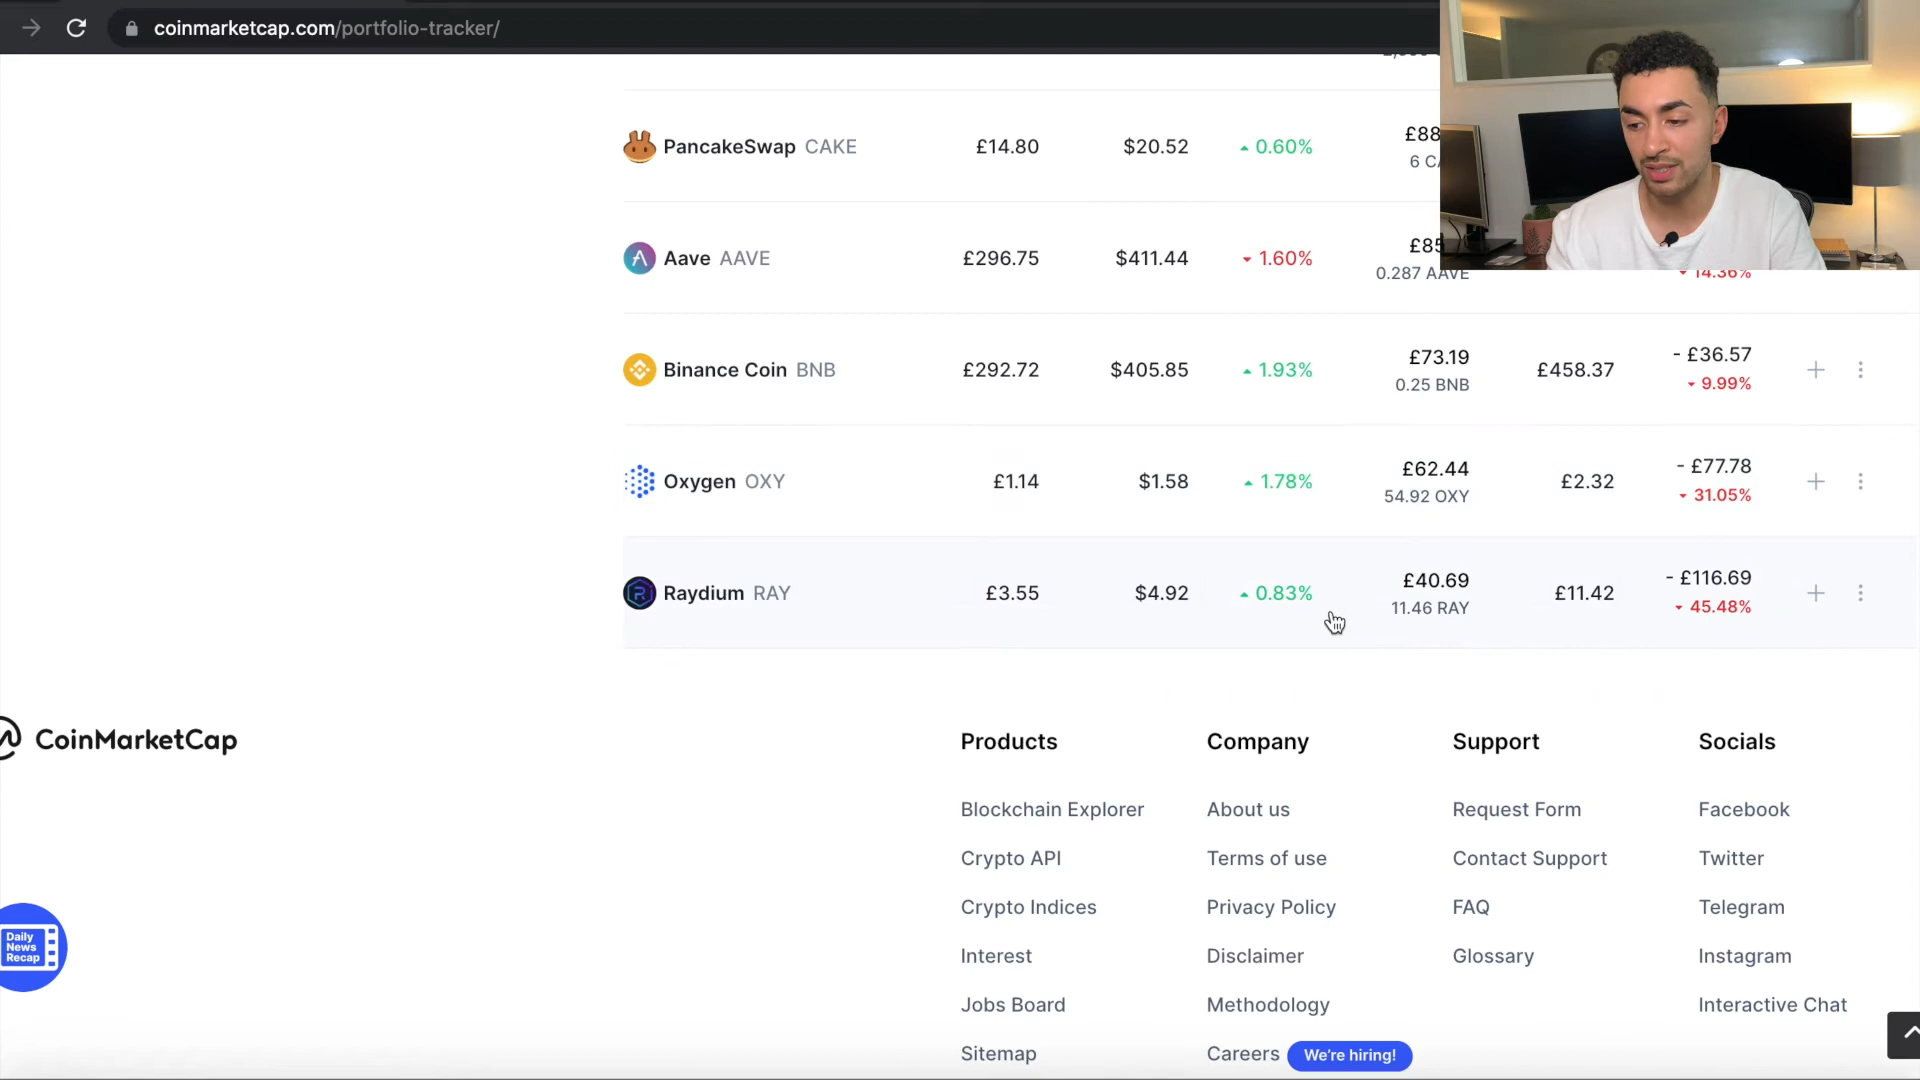 coinmarketcap.com/portfolio-tracker/
PancakeSwap CAKE £14.80 $20.52 0.60% £88
6 CA
Aave AAVE £296.75 $411.44 1.60% £85
0.287 AAVE 14.36%
Binance Coin BNB £292.72 $405.85 1.93% £73.19 £458.37 - £36.57
0.25 BNB 9.99%
Oxygen OXY £1.14 $1.58 1.78% £62.44 £2.32 - £77.78
54.92 OXY 31.05%
Raydium RAY £3.55 $4.92 0.83% £40.69 £11.42 - £116.69
11.46 RAY 45.48%
CoinMarketCap
Products
Blockchain Explorer
Crypto API
Crypto Indices
Interest
Jobs Board
Sitemap
Company
About us
Terms of use
Privacy Policy
Disclaimer
Methodology
Careers We're hiring!
Support
Request Form
Contact Support
FAQ
Glossary
Socials
Facebook
Twitter
Telegram
Instagram
Interactive Chat
Daily
News
Recap